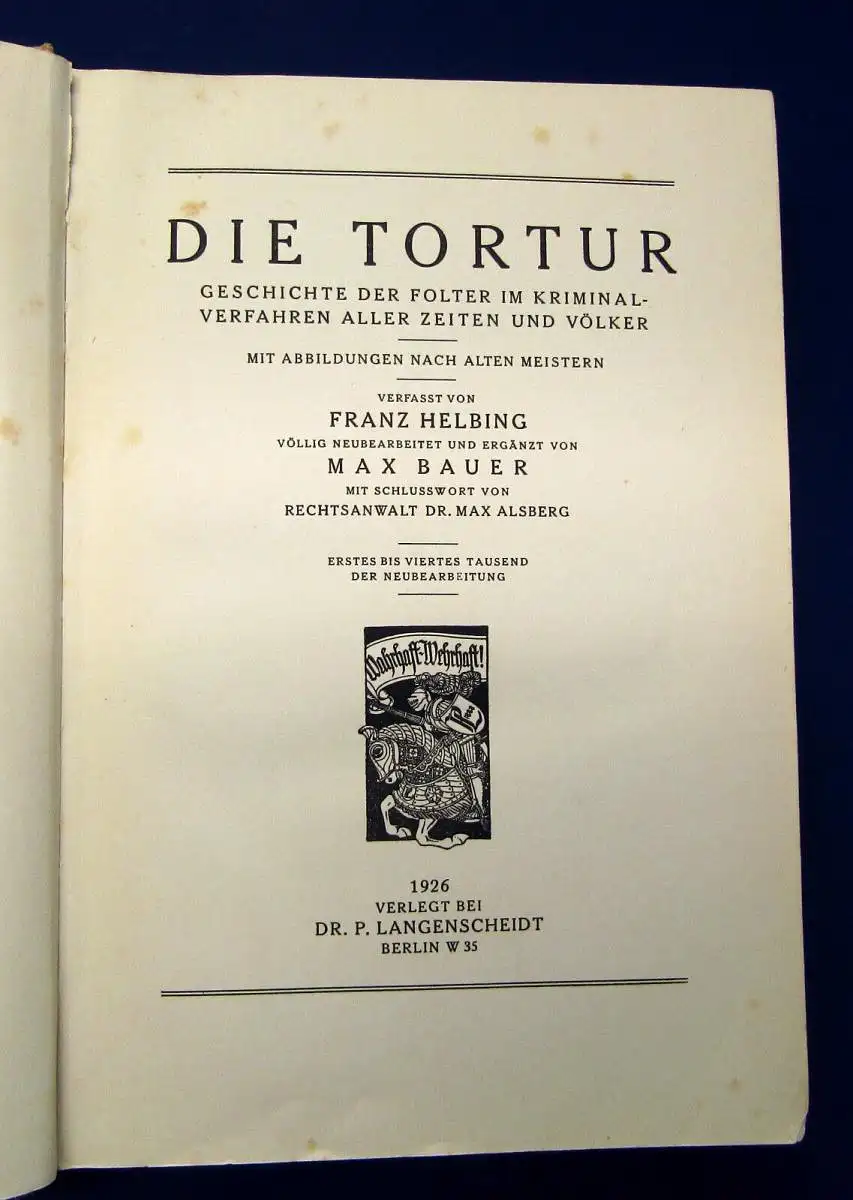 DIE TORTUR
GESCHICHTE DER FOLTER IM KRIMINAL-
VERFAHREN ALLER ZEITEN UND VÖLKER
MIT ABBILDUNGEN NACH ALTEN MEISTERN
VERFASST VON
FRANZ HELBING
VÖLLIG NEUBEARBEITET UND ERGÄNZT VON
MAX BAUER
MIT SCHLUSSWORT VON
RECHTSANWALT DR. MAX ALSBERG
ERSTES BIS VIERTES TAUSEND
DER NEUBEARBEITUNG
Wahrhaft-Wehrhaft!
1926
VERLEGT BEI
DR. P. LANGENSCHEIDT
BERLIN W 35